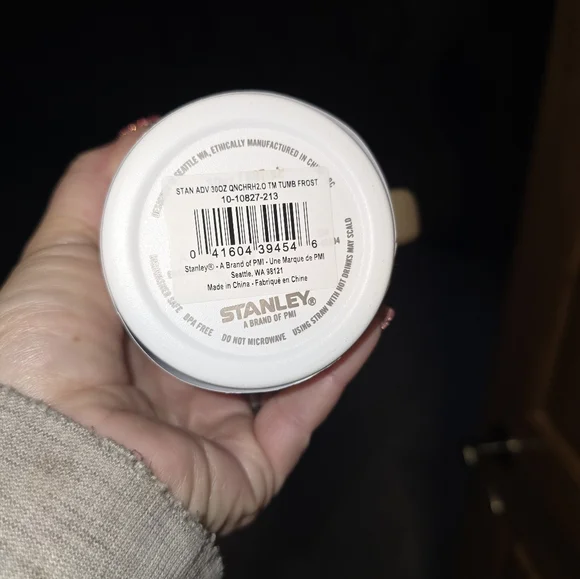 SEATTLE WA, ETHICALLY MANUFACTURED IN
STAN ADV 30OZ QNCHRH2.O TM TUMB FROST
10-10827-213
0 41604 39454 6
Stanley® - A Brand of PMI - Une Marque de PMI
Seattle, WA 98121
Made in China - Fabriqué en Chine
STANLEY®
A BRAND OF PMI
SAFE BPA FREE DO NOT MICROWAVE USING STRAW WITH HOT DRINKS MAY SCALD